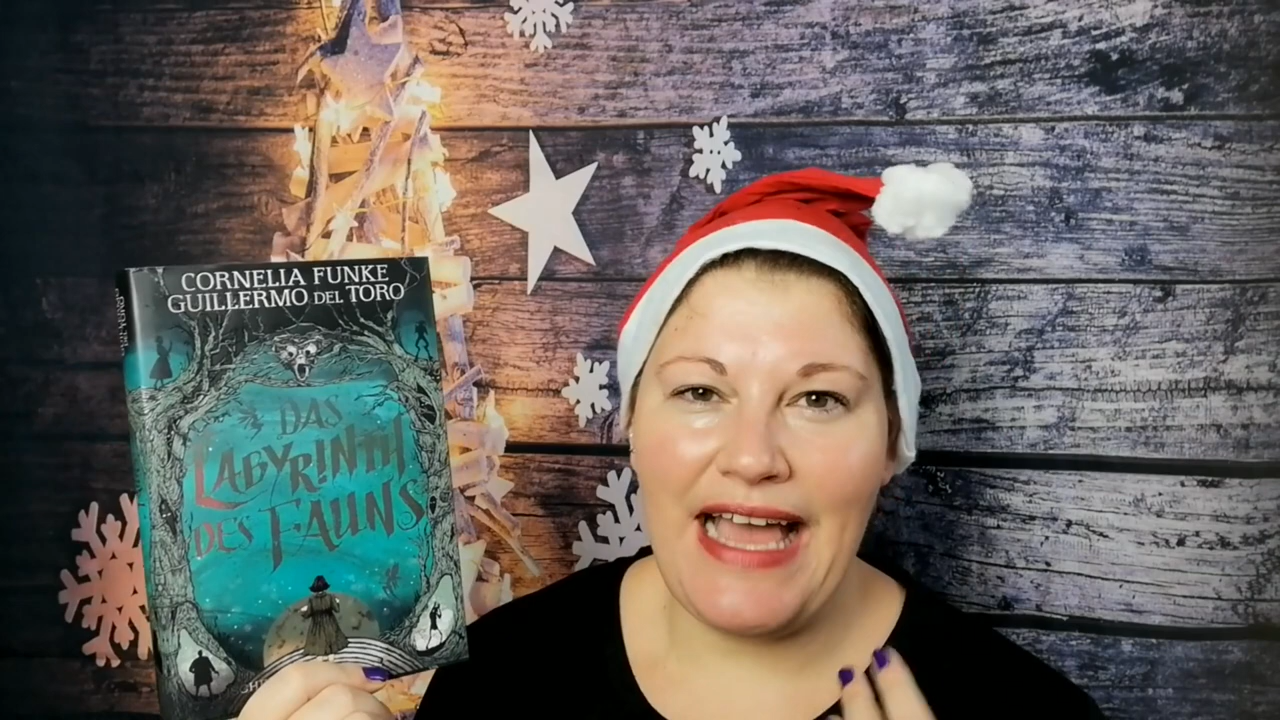 CORNELIA FUNKE
GUILLERMO DEL TORO
DAS
LABYRINTH
DES FAUNS